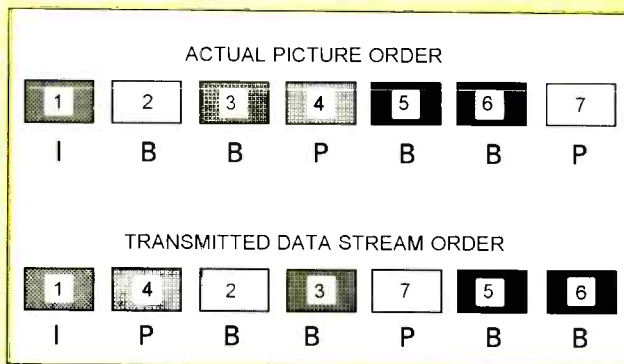 ACTUAL PICTURE ORDER
1 2 3 4 5 6 7
I B B P B B P
TRANSMITTED DATA STREAM ORDER
1 4 2 3 7 5 6
I P B B P B B